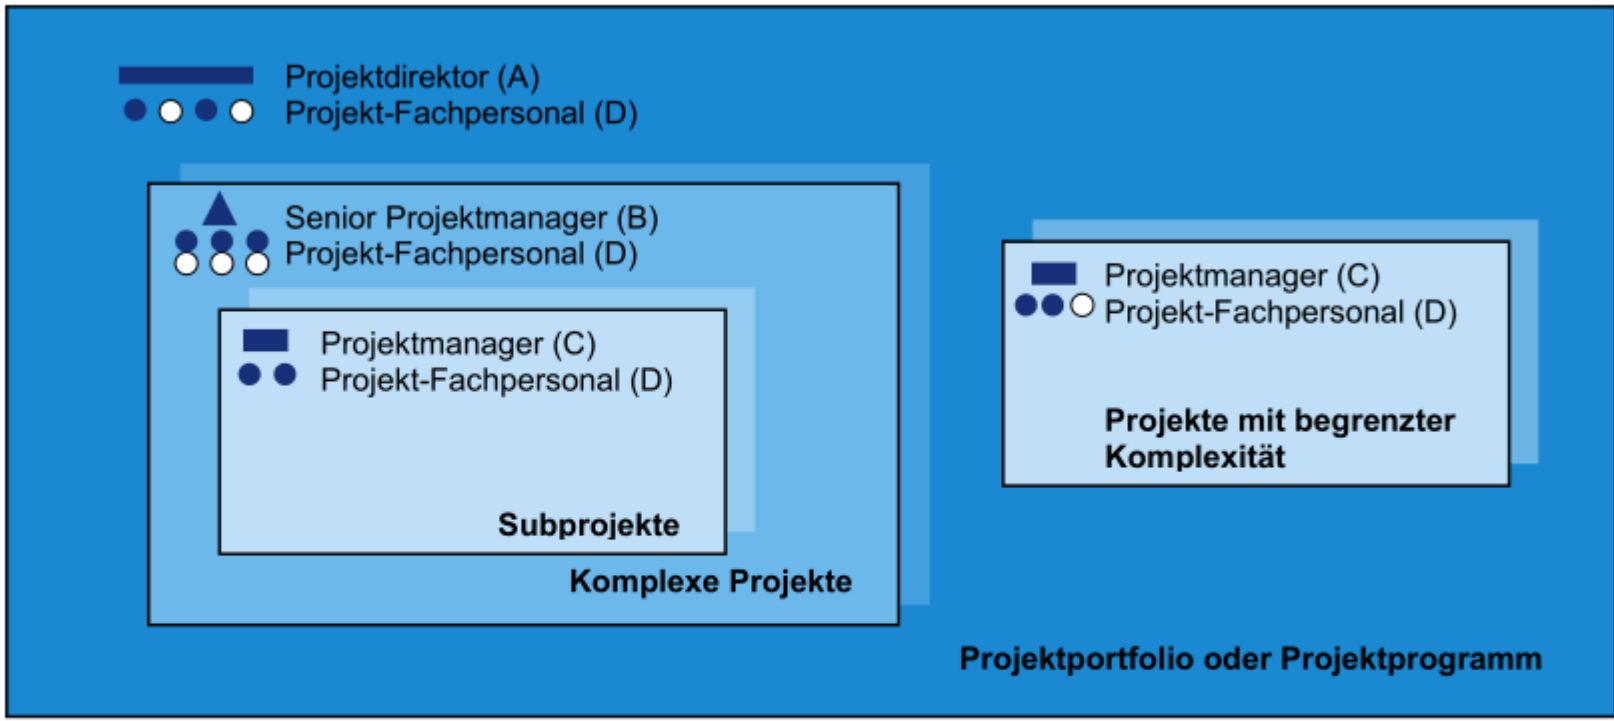 Projektdirektor (A)
Projekt-Fachpersonal (D)
Senior Projektmanager (B)
Projekt-Fachpersonal (D)
Projektmanager (C)
Projekt-Fachpersonal (D)
Subprojekte
Komplexe Projekte
Projektmanager (C)
Projekt-Fachpersonal (D)
Projekte mit begrenzter
Komplexität
Projektportfolio oder Projektprogramm